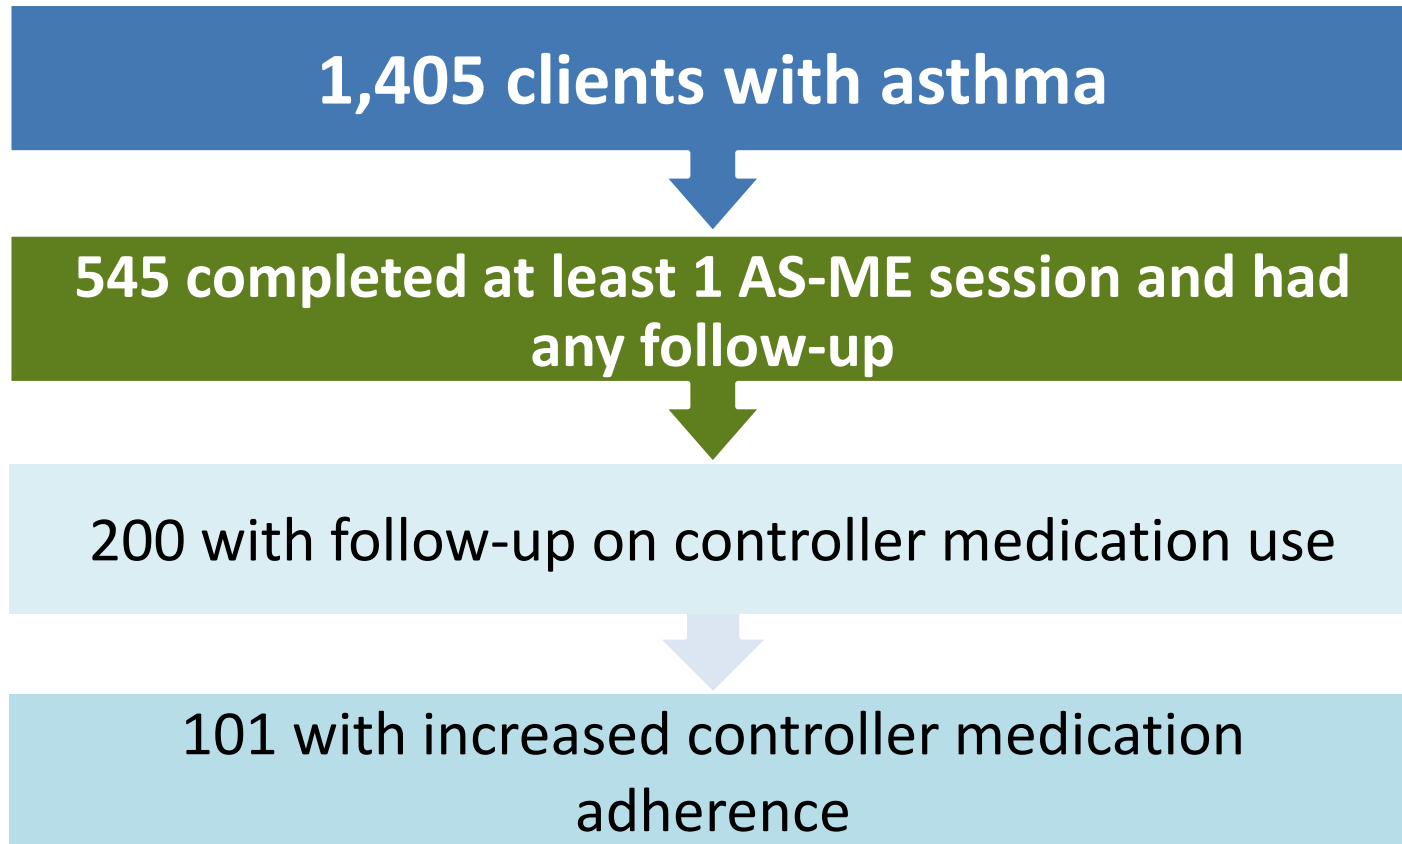 1,405 clients with asthma
545 completed at least 1 AS-ME session and had
any follow-up
200 with follow-up on controller medication use
101 with increased controller medication
adherence